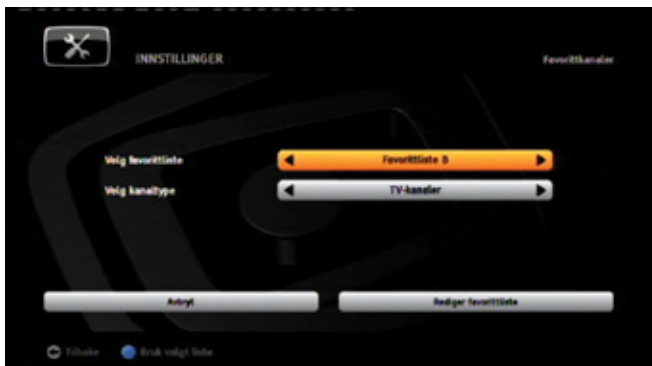 INNSTILLINGER
Favorittkanaler
Velg favorittliste
Favorittliste B
Velg kanaltype
TV-kanaler
Avbryt
Rediger favorittliste
Tilbake
Bruk valgt liste